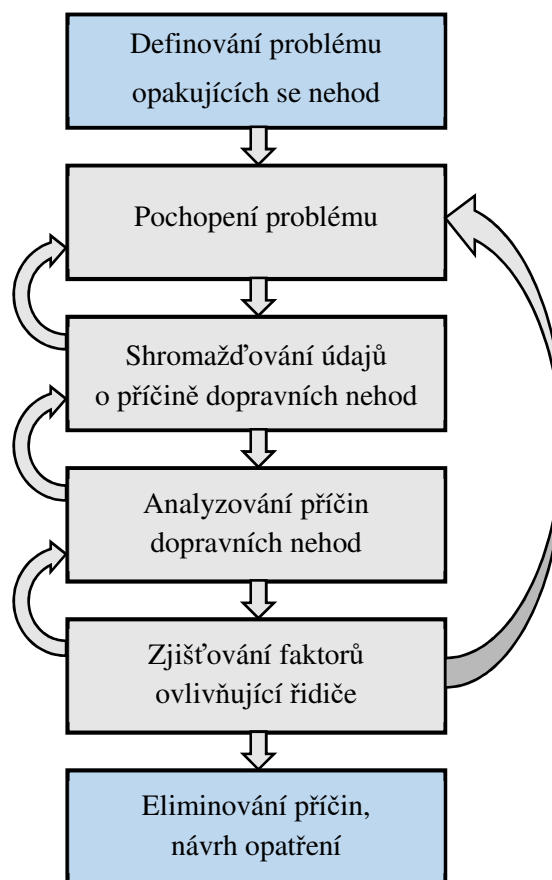 Definování problému
opakujících se nehod
Pochopení problému
Shromažďování údajů
o příčině dopravních nehod
Analyzování příčin
dopravních nehod
Zjišťování faktorů
ovlivňující řidiče
Eliminování příčin,
návrh opatření